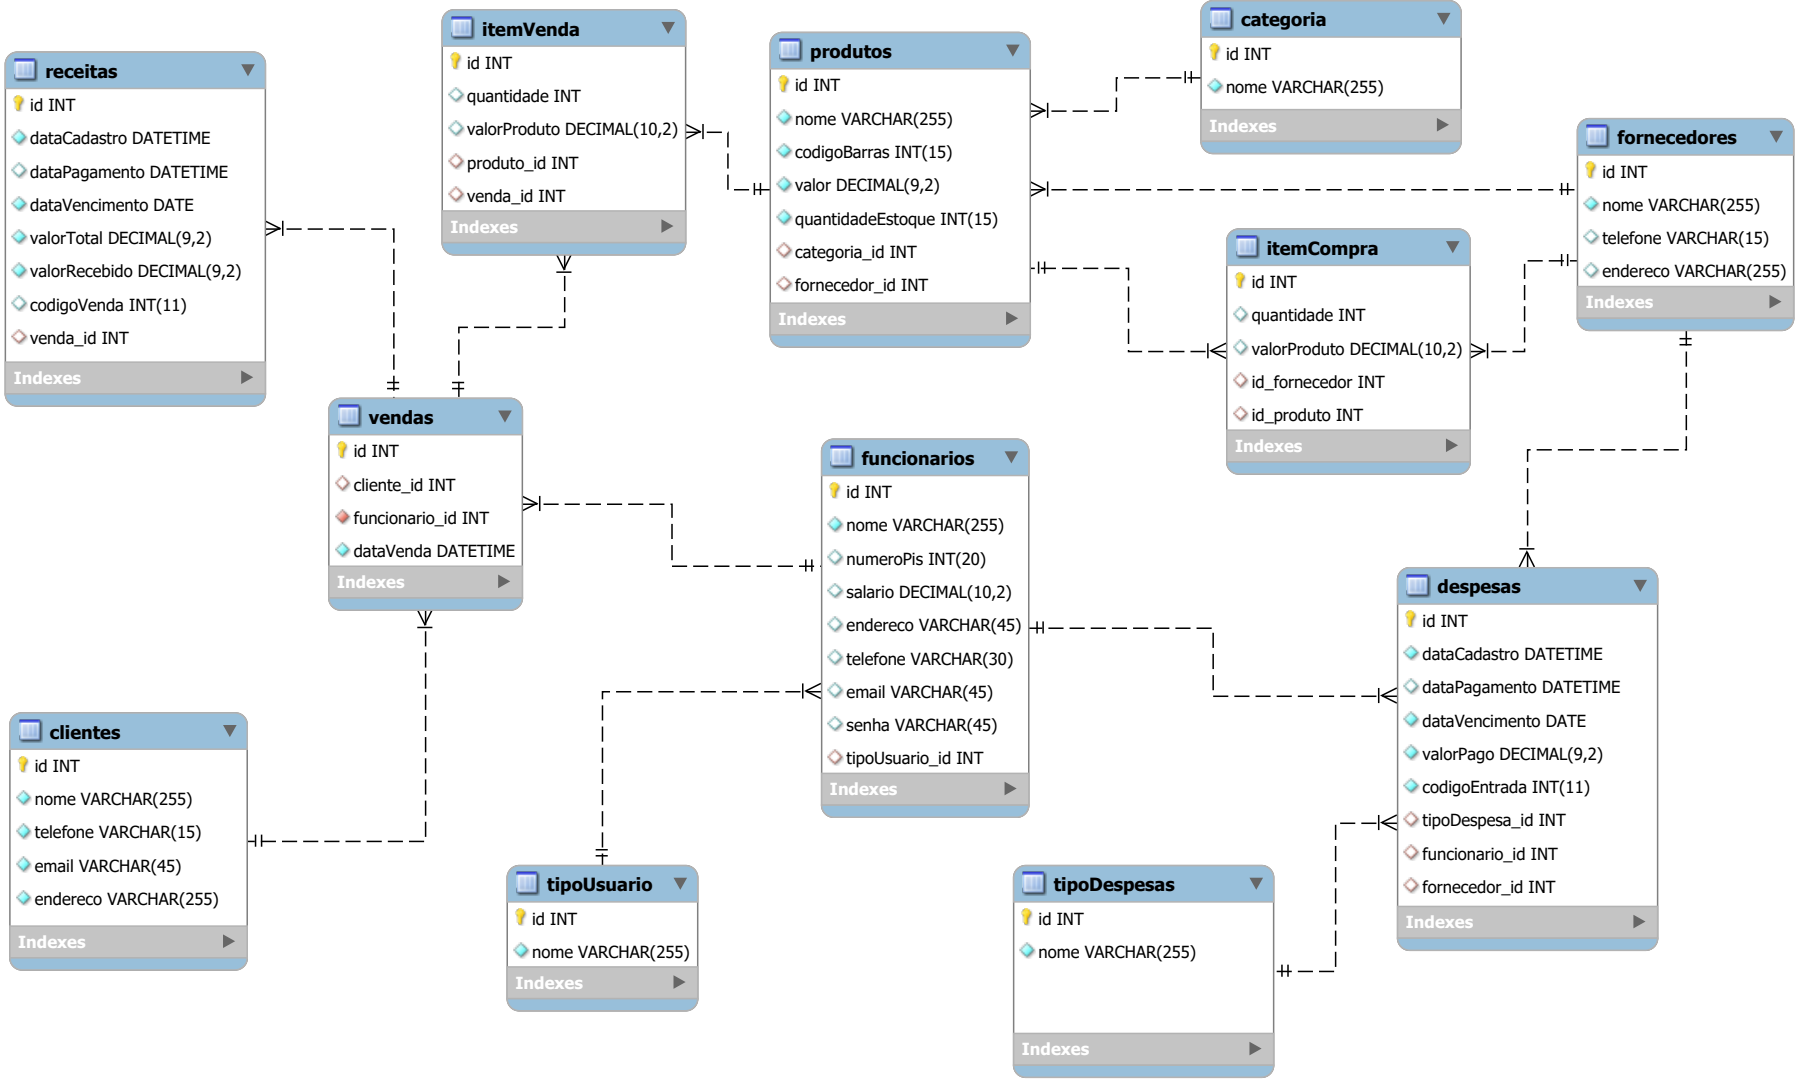 receitas
id INT
dataCadastro DATETIME
dataPagamento DATETIME
dataVencimento DATE
valorTotal DECIMAL(9,2)
valorRecebido DECIMAL(9,2)
codigoVenda INT(11)
venda_id INT
Indexes
itemVenda
id INT
quantidade INT
valorProduto DECIMAL(10,2)
produto_id INT
venda_id INT
Indexes
produtos
id INT
nome VARCHAR(255)
codigoBarras INT(15)
valor DECIMAL(9,2)
quantidadeEstoque INT(15)
categoria_id INT
fornecedor_id INT
Indexes
categoria
id INT
nome VARCHAR(255)
Indexes
fornecedores
id INT
nome VARCHAR(255)
telefone VARCHAR(15)
endereco VARCHAR(255)
Indexes
itemCompra
id INT
quantidade INT
valorProduto DECIMAL(10,2)
id_fornecedor INT
id_produto INT
Indexes
vendas
id INT
cliente_id INT
funcionario_id INT
dataVenda DATETIME
Indexes
funcionarios
id INT
nome VARCHAR(255)
numeroPis INT(20)
salario DECIMAL(10,2)
endereco VARCHAR(45)
telefone VARCHAR(30)
email VARCHAR(45)
senha VARCHAR(45)
tipoUsuario_id INT
Indexes
despesas
id INT
dataCadastro DATETIME
dataPagamento DATETIME
dataVencimento DATE
valorPago DECIMAL(9,2)
codigoEntrada INT(11)
tipoDespesa_id INT
funcionario_id INT
fornecedor_id INT
Indexes
clientes
id INT
nome VARCHAR(255)
telefone VARCHAR(15)
email VARCHAR(45)
endereco VARCHAR(255)
Indexes
tipoUsuario
id INT
nome VARCHAR(255)
Indexes
tipoDespesas
id INT
nome VARCHAR(255)
Indexes